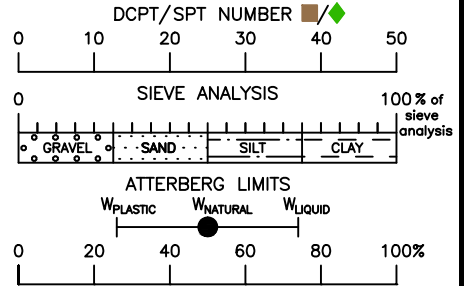 DCPT/SPT NUMBER /
0 10 20 30 40 50
SIEVE ANALYSIS
0 100 % of
sieve
analysis
GRAVEL SAND SILT CLAY
ATTERBERG LIMITS
WPLASTIC WNATURAL WLIQUID
0 20 40 60 80 100%